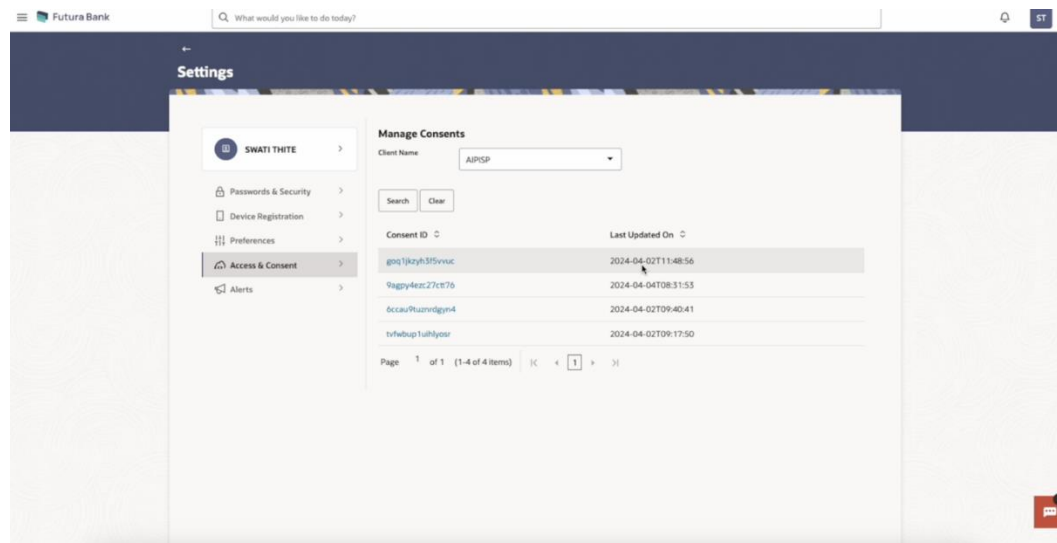 Futura Bank
What would you like to do today?
ST
Settings
SWATI THITE
Passwords & Security
Device Registration
Preferences
Access & Consent
Alerts
Manage Consents
Client Name
AIPISP
Search
Clear
Consent ID
Last Updated On
goq1jkzyh3f5vvuc
2024-04-02T11:48:56
9agpy4ezc27ctr76
2024-04-04T08:31:53
6ccau9tuznrdgyn4
2024-04-02T09:40:41
tvfwbup1uihlyosr
2024-04-02T09:17:50
Page 1 of 1 (1-4 of 4 items) 1